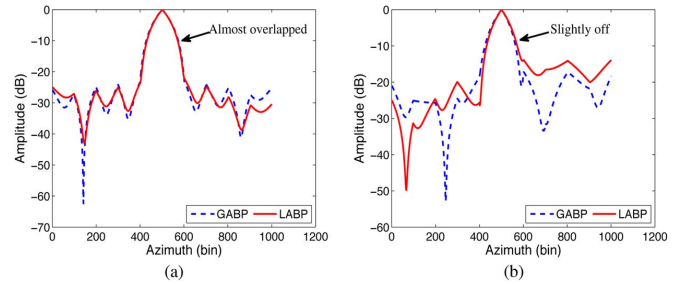 0
−10
−20
−30
−40
−50
−60
−70
0 200 400 600 800 1000 1200
Amplitude (dB)
Azimuth (bin)
Almost overlapped
GABP LABP
(a)
0
−10
−20
−30
−40
−50
−60
0 200 400 600 800 1000 1200
Amplitude (dB)
Azimuth (bin)
Slightly off
GABP LABP
(b)